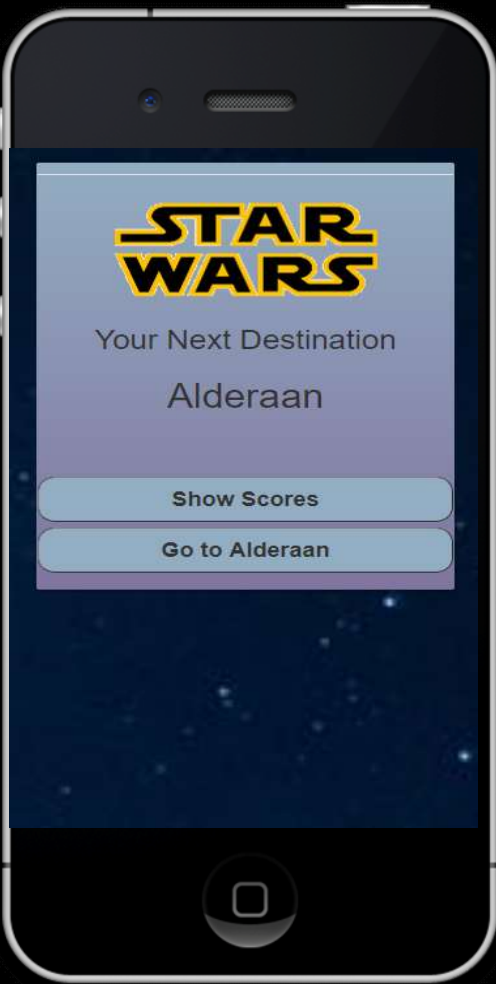 STAR
WARS
Your Next Destination
Alderaan
Show Scores
Go to Alderaan